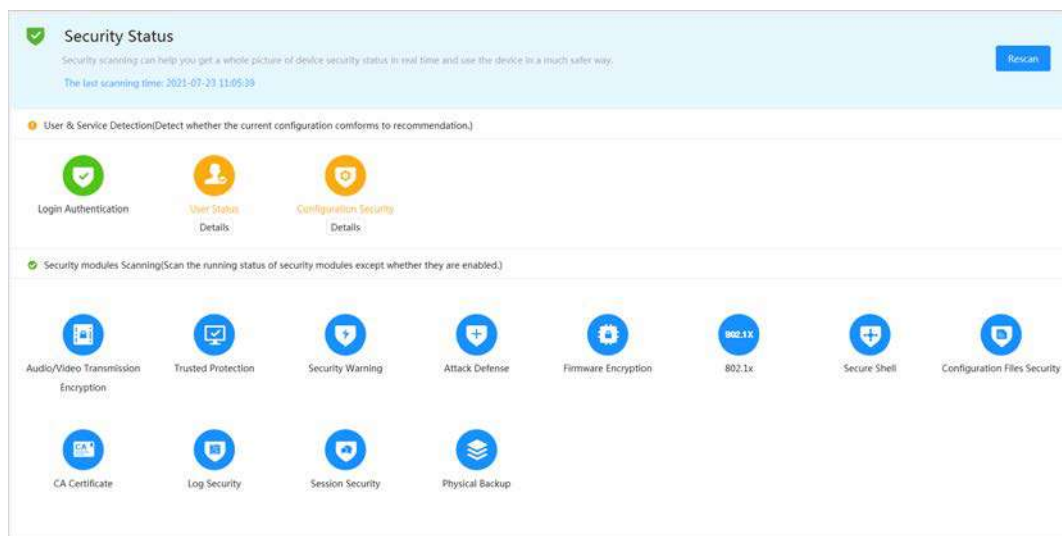 Security Status
Security scanning can help you get a whole picture of device security status in real time and use the device in a much safer way.
Rescan
The last scanning time: 2021-07-23 11:05:39
User & Service Detection(Detect whether the current configuration comforms to recommendation.)
Login Authentication
User Status
Configuration Security
Details
Details
Security modules Scanning(Scan the running status of security modules except whether they are enabled.)
802.1X
Audio/Video Transmission
Encryption
Trusted Protection
Security Warning
Attack Defense
Firmware Encryption
802.1x
Secure Shell
Configuration Files Security
CA
CA Certificate
Log Security
Session Security
Physical Backup